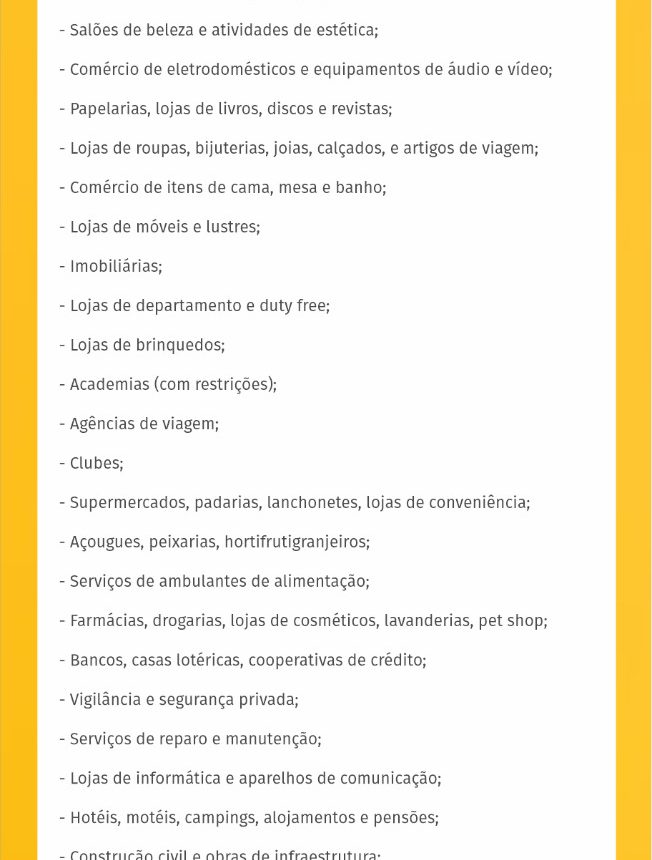 - Salões de beleza e atividades de estética;
- Comércio de eletrodomésticos e equipamentos de áudio e vídeo;
- Papelarias, lojas de livros, discos e revistas;
- Lojas de roupas, bijuterias, joias, calçados, e artigos de viagem;
- Comércio de itens de cama, mesa e banho;
- Lojas de móveis e lustres;
- Imobiliárias;
- Lojas de departamento e duty free;
- Lojas de brinquedos;
- Academias (com restrições);
- Agências de viagem;
- Clubes;
- Supermercados, padarias, lanchonetes, lojas de conveniência;
- Açougues, peixarias, hortifrutigranjeiros;
- Serviços de ambulantes de alimentação;
- Farmácias, drogarias, lojas de cosméticos, lavanderias, pet shop;
- Bancos, casas lotéricas, cooperativas de crédito;
- Vigilância e segurança privada;
- Serviços de reparo e manutenção;
- Lojas de informática e aparelhos de comunicação;
- Hotéis, motéis, campings, alojamentos e pensões;
- Construção civil e obras de infraestrutura;